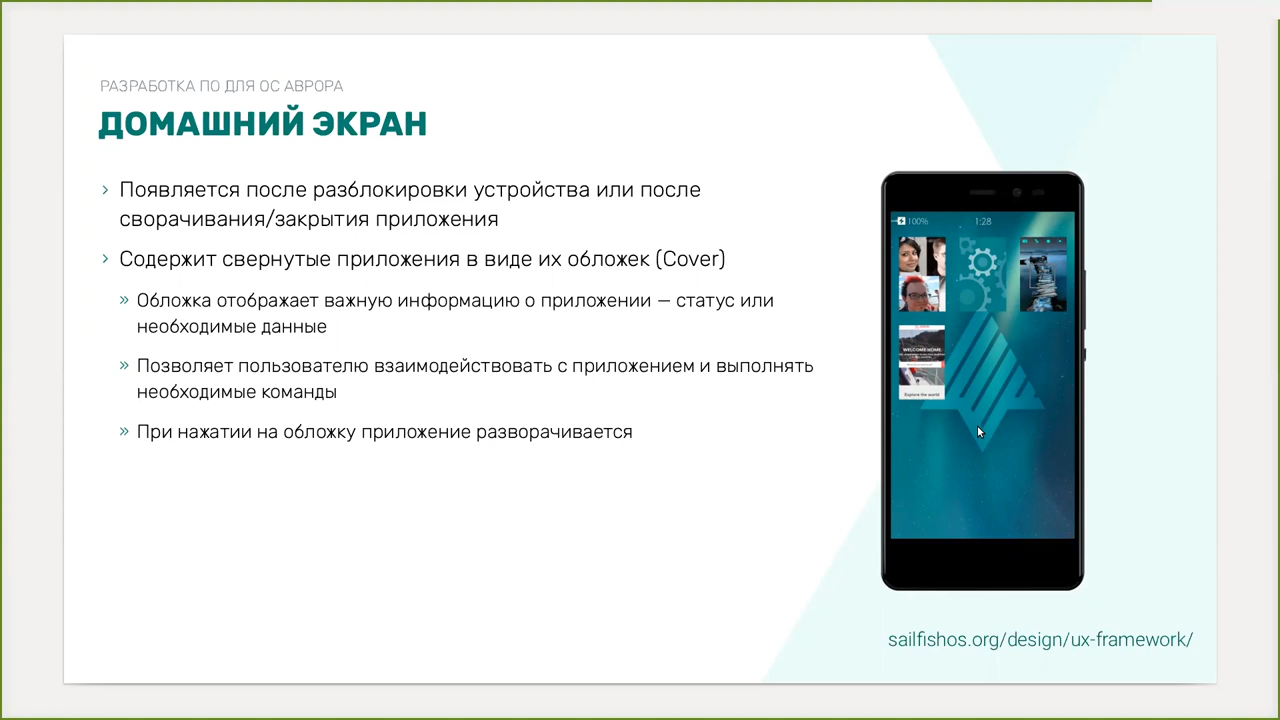 РАЗРАБОТКА ПО ДЛЯ ОС АВРОРА
ДОМАШНИЙ ЭКРАН
› Появляется после разблокировки устройства или после
сворачивания/закрытия приложения
› Содержит свернутые приложения в виде их обложек (Cover)
» Обложка отображает важную информацию о приложении — статус или
необходимые данные
» Позволяет пользователю взаимодействовать с приложением и выполнять
необходимые команды
» При нажатии на обложку приложение разворачивается
100% 1:28
WELCOME HOME
Explore the world
sailfishos.org/design/ux-framework/